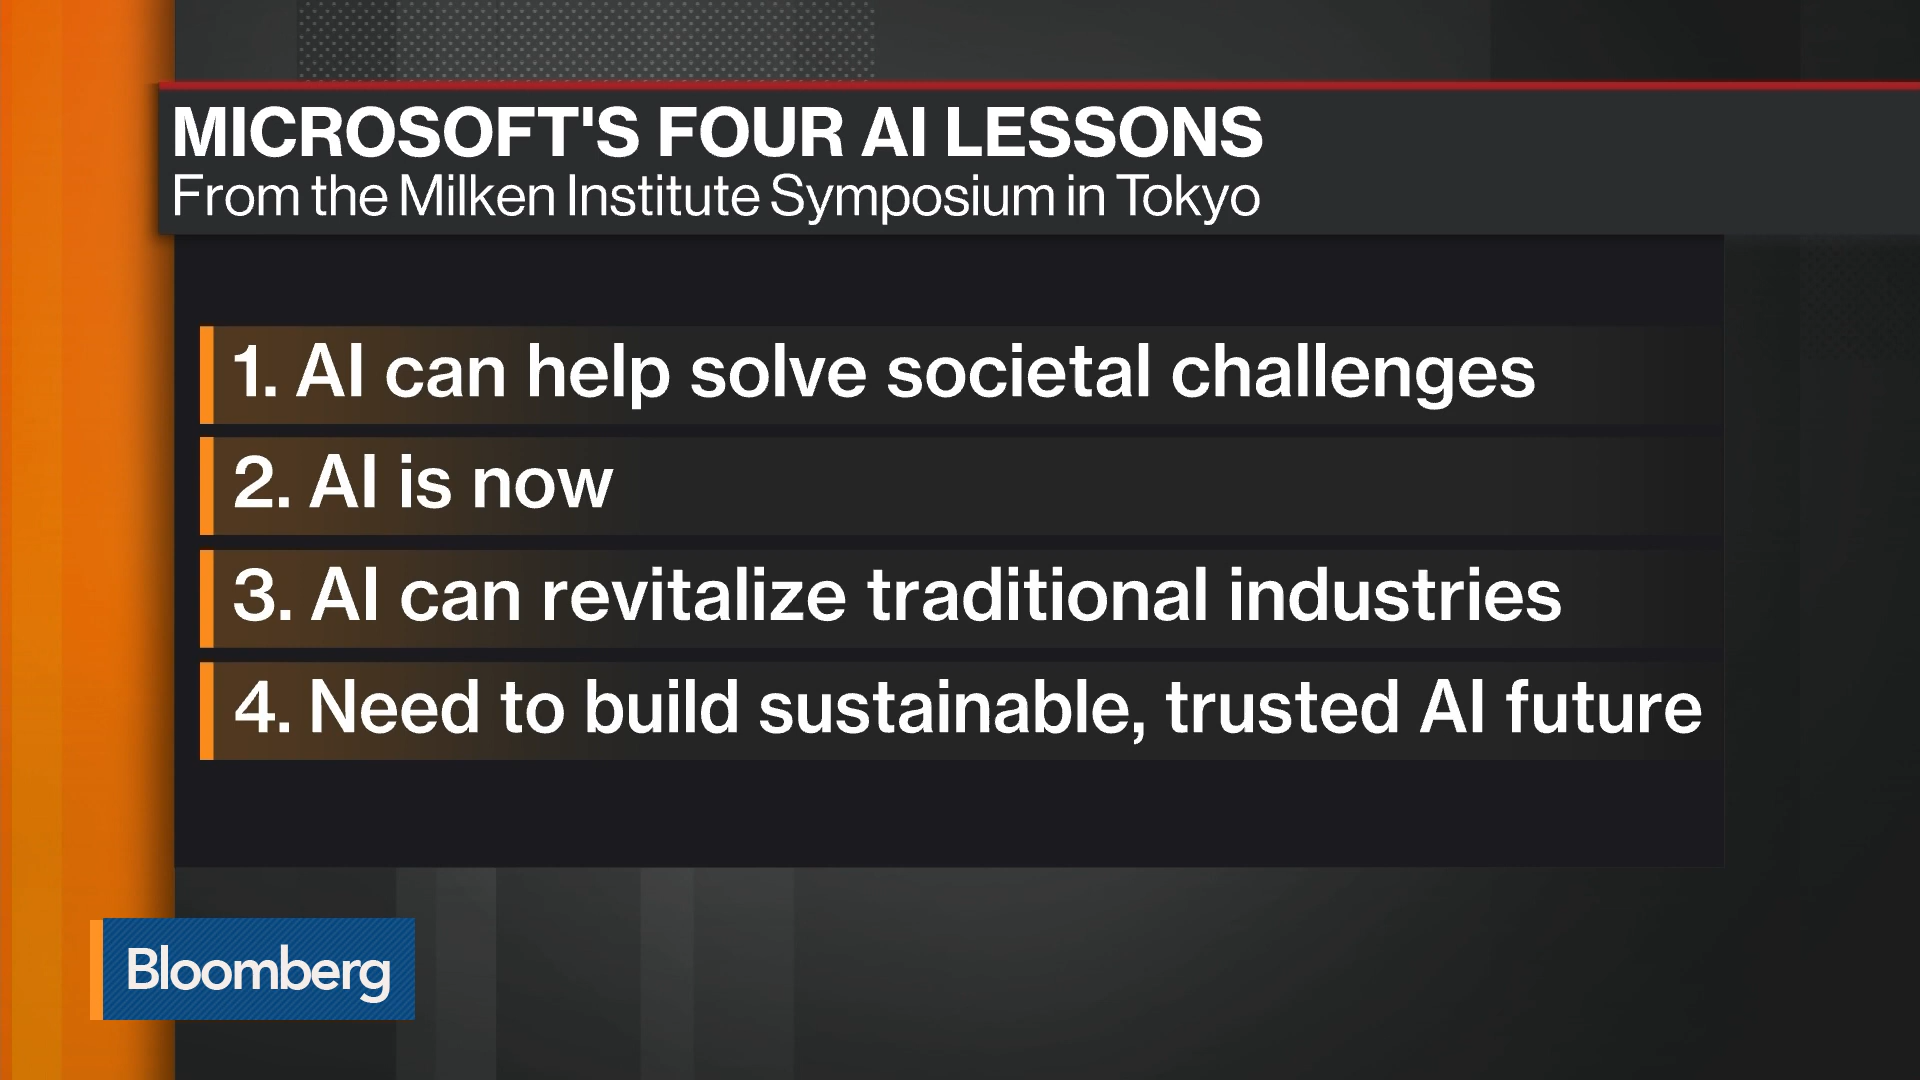 MICROSOFT'S FOUR AI LESSONS
From the Milken Institute Symposium in Tokyo
1. AI can help solve societal challenges
2. AI is now
3. AI can revitalize traditional industries
4. Need to build sustainable, trusted AI future
Bloomberg